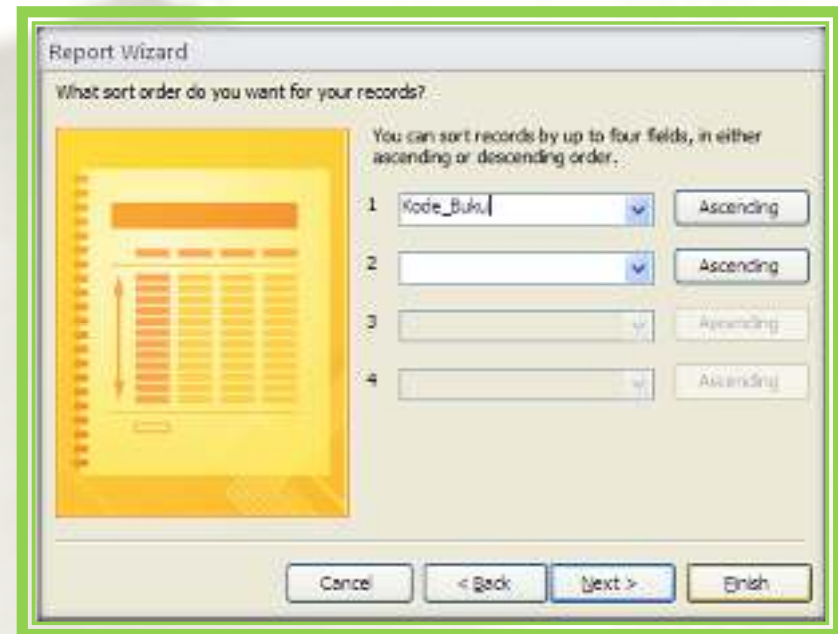 Report Wizard
What sort order do you want for your records?
You can sort records by up to four fields, in either
ascending or descending order.
1 Kode_Buku Ascending
2 Ascending
3 Ascending
4 Ascending
Cancel < Back Next > Finish